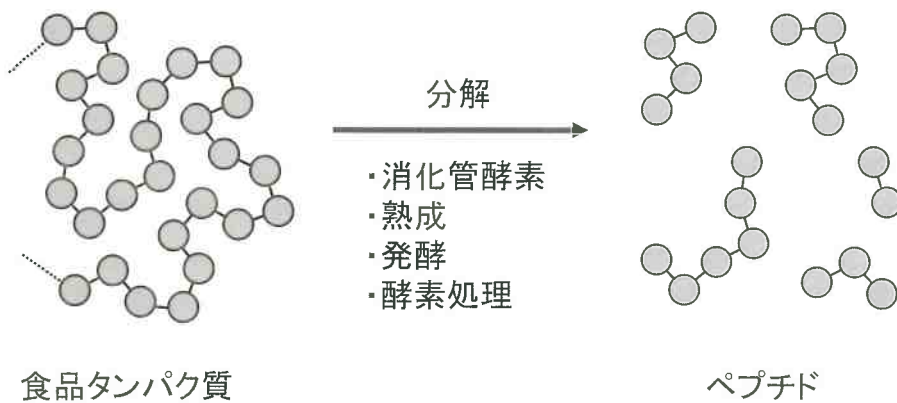 分解
・消化管酵素
・熟成
・発酵
・酵素処理
食品タンパク質
ペプチド